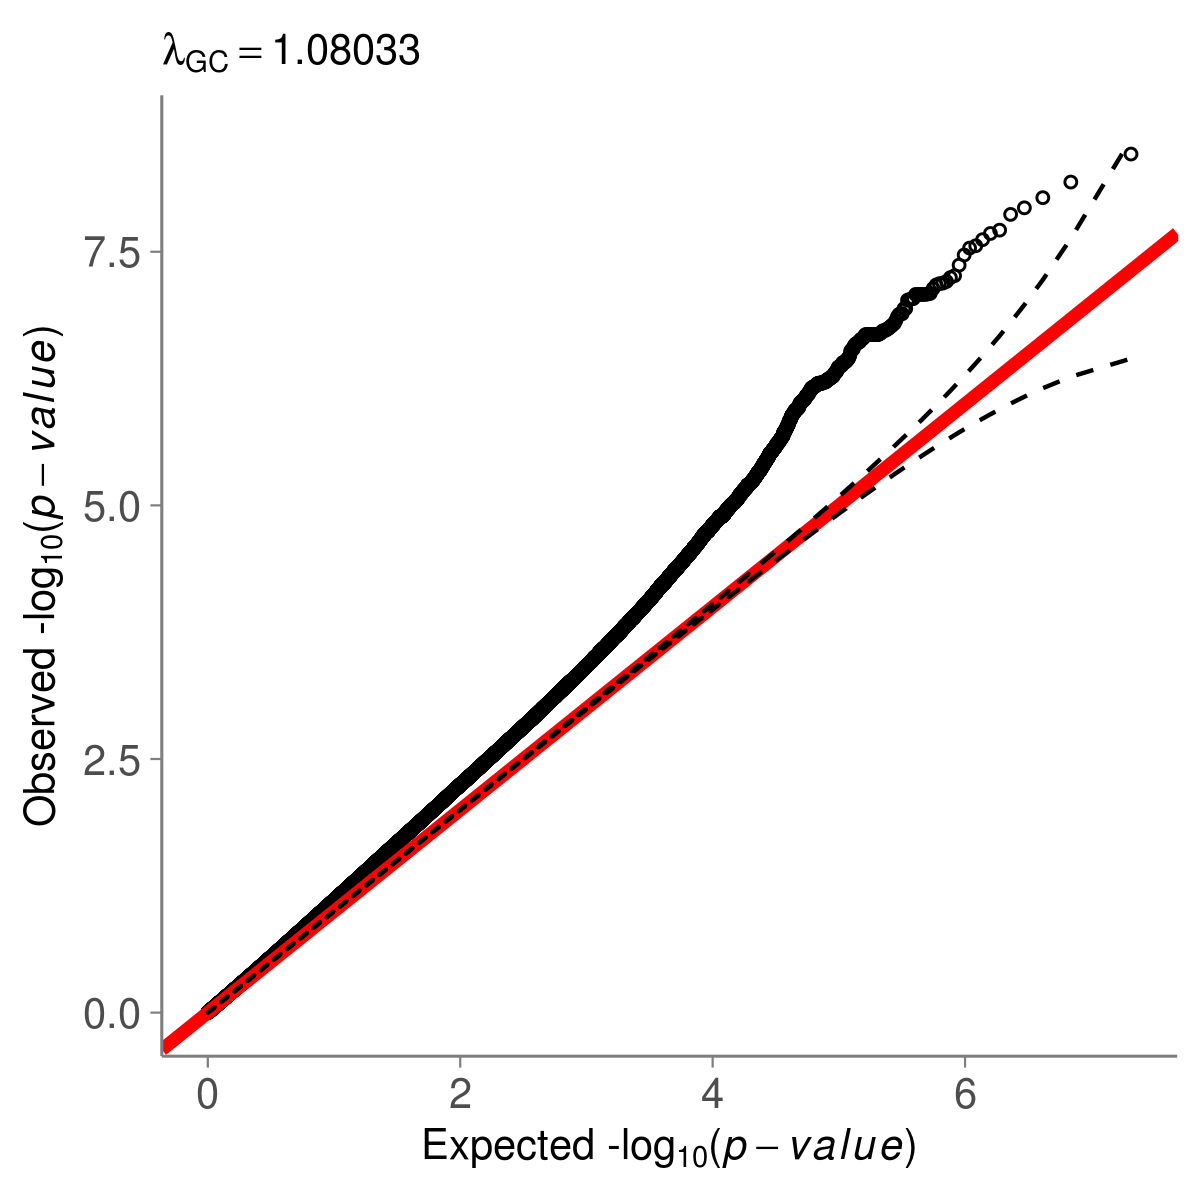 λGC = 1.08033
Observed -log10(p − value)
7.5
5.0
2.5
0.0
0 2 4 6
Expected -log10(p − value)